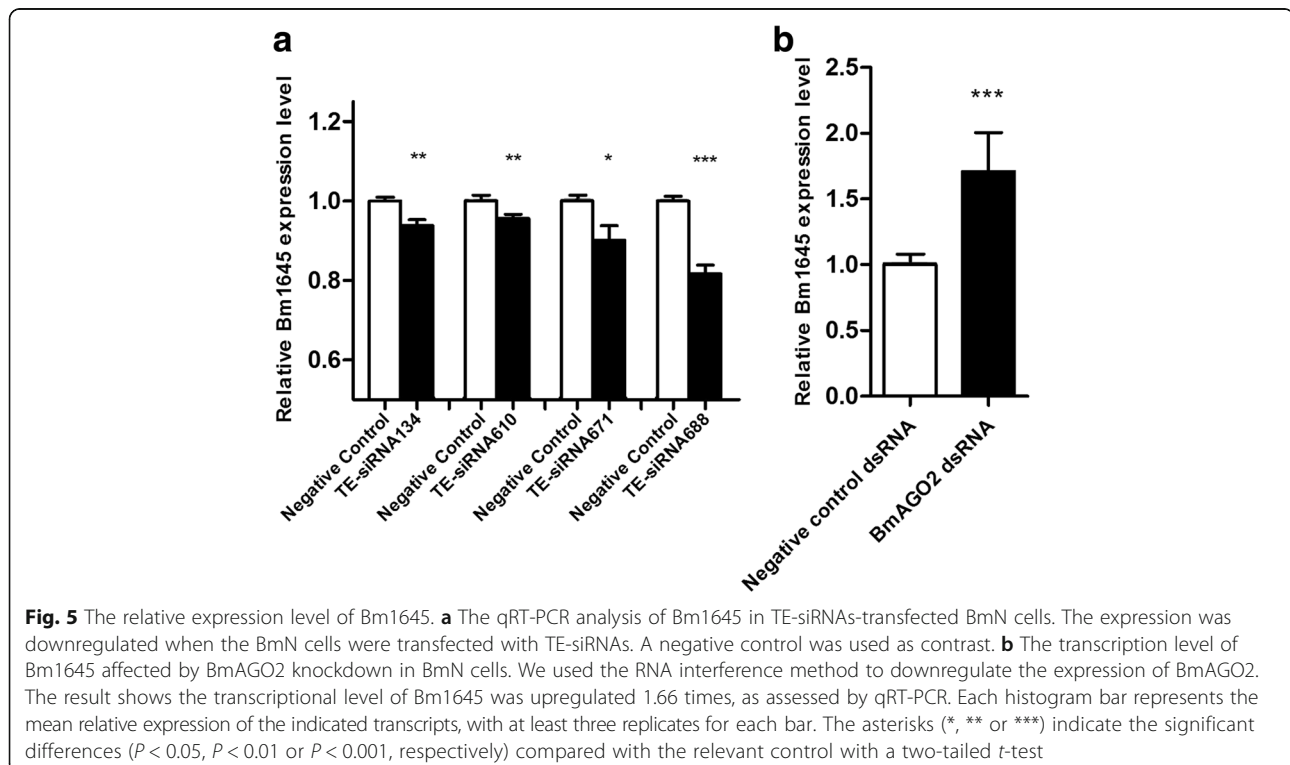 a
Relative Bm1645 expression level
1.2
1.0
0.8
0.6
**
**
*
***
Negative Control
TE-siRNA134
Negative Control
TE-siRNA610
Negative Control
TE-siRNA671
Negative Control
TE-siRNA688
b
Relative Bm1645 expression level
2.5
2.0
1.5
1.0
0.5
0.0
***
Negative control dsRNA
BmAGO2 dsRNA
Fig. 5 The relative expression level of Bm1645. a The qRT-PCR analysis of Bm1645 in TE-siRNAs-transfected BmN cells. The expression was
downregulated when the BmN cells were transfected with TE-siRNAs. A negative control was used as contrast. b The transcription level of
Bm1645 affected by BmAGO2 knockdown in BmN cells. We used the RNA interference method to downregulate the expression of BmAGO2.
The result shows the transcriptional level of Bm1645 was upregulated 1.66 times, as assessed by qRT-PCR. Each histogram bar represents the
mean relative expression of the indicated transcripts, with at least three replicates for each bar. The asterisks (*, ** or ***) indicate the significant
differences (P < 0.05, P < 0.01 or P < 0.001, respectively) compared with the relevant control with a two-tailed t-test